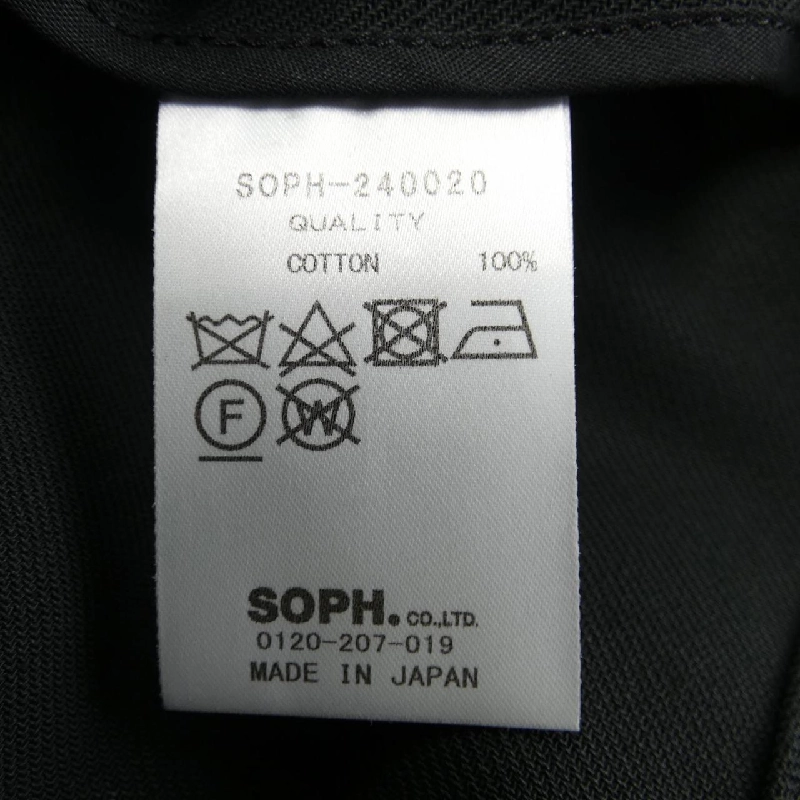 SOPH-240020
QUALITY
COTTON 100%
F W
SOPH. CO.,LTD.
0120-207-019
MADE IN JAPAN